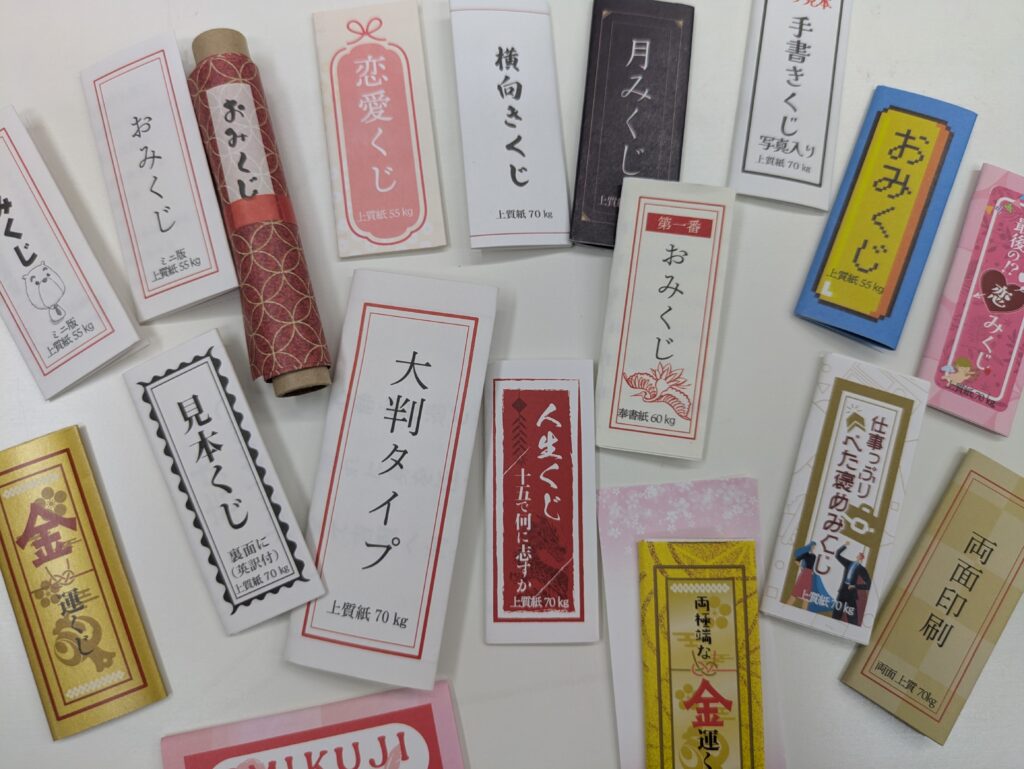 みくじ
ミニ版
上質紙 55 kg
おみくじ
ミニ版
上質紙 55 kg
おみくじ
恋愛くじ
上質紙 55 kg
横向きくじ
上質紙 70 kg
月みくじ
上質
手書きくじ
写真入り
上質紙 70 kg
おみくじ
上質紙 55 kg
L
最後の!?
恋みくじ
上質紙 70 kg
第一番
おみくじ
奉書紙 60 kg
見本くじ
裏面に
(英訳付)
上質紙 70 kg
大判タイプ
上質紙 70 kg
人生くじ
十五で何に志すか
上質紙 70 kg
仕事っぷり・
べた褒めみくじ
上質紙 70 kg
金運くじ
両極端な
金運く
両面印刷
両面 上質 70kg
MIKUJI